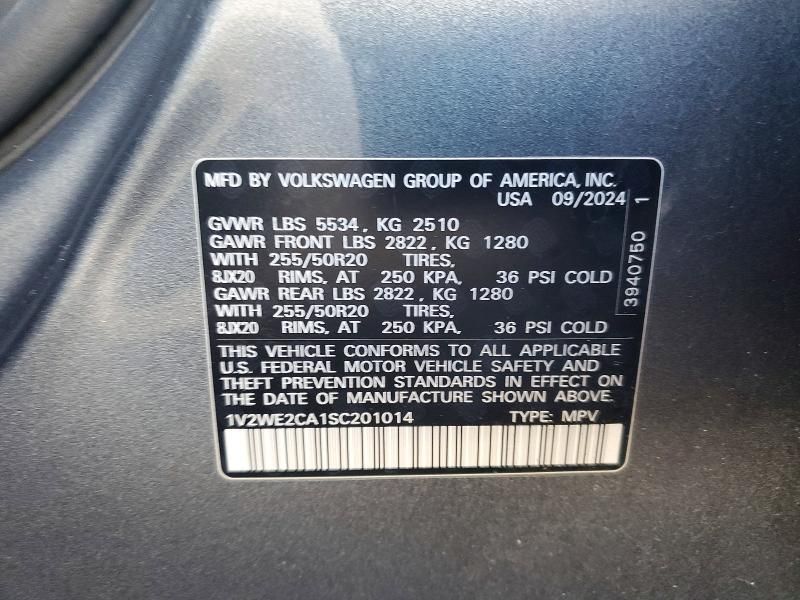 MFD BY VOLKSWAGEN GROUP OF AMERICA, INC.
USA 09/2024
GVWR LBS 5534, KG 2510
GAWR FRONT LBS 2822, KG 1280
WITH 255/50R20 TIRES,
8JX20 RIMS, AT 250 KPA, 36 PSI COLD
GAWR REAR LBS 2822, KG 1280
WITH 255/50R20 TIRES,
8JX20 RIMS, AT 250 KPA, 36 PSI COLD
THIS VEHICLE CONFORMS TO ALL APPLICABLE
U.S. FEDERAL MOTOR VEHICLE SAFETY AND
THEFT PREVENTION STANDARDS IN EFFECT ON
THE DATE OF MANUFACTURE SHOWN ABOVE.
1V2WE2CA1SC201014 TYPE: MPV
3940750 1